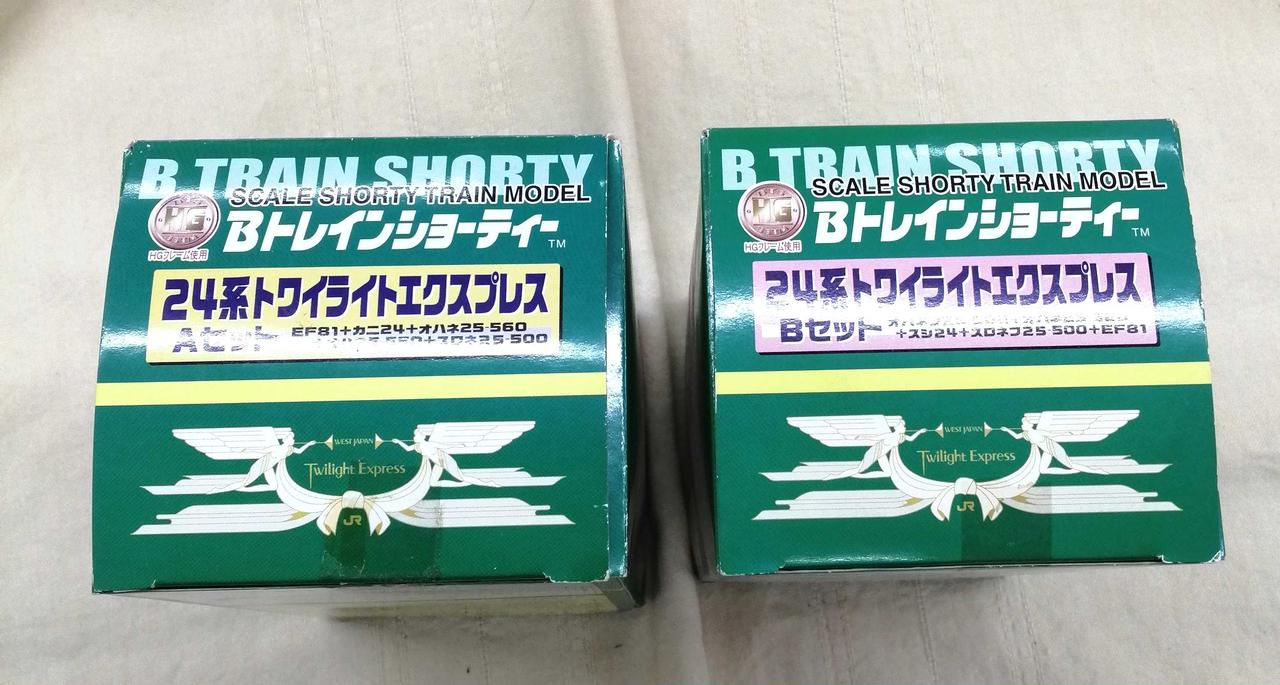 B TRAIN SHORTY
SCALE SHORTY TRAIN MODEL
HG
HGフレーム使用
Bトレインショーティー
TM
24系トワイライトエクスプレス
Aセット
EF81+カニ24+オハネ25-560
+スロネ25-500
WEST JAPAN
Twilight Express
JR
B TRAIN SHORTY
SCALE SHORTY TRAIN MODEL
HG
HGフレーム使用
Bトレインショーティー
TM
24系トワイライトエクスプレス
Bセット
+スシ24+スロネフ25-500+EF81
WEST JAPAN
Twilight Express
JR